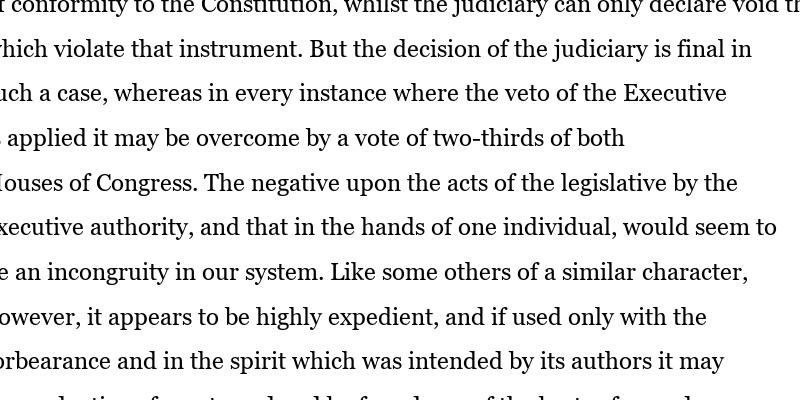 f conformity to the Constitution, whilst the judiciary can only declare void th
which violate that instrument. But the decision of the judiciary is final in
such a case, whereas in every instance where the veto of the Executive
s applied it may be overcome by a vote of two-thirds of both
Houses of Congress. The negative upon the acts of the legislative by the
executive authority, and that in the hands of one individual, would seem to
e an incongruity in our system. Like some others of a similar character,
however, it appears to be highly expedient, and if used only with the
forbearance and in the spirit which was intended by its authors it may